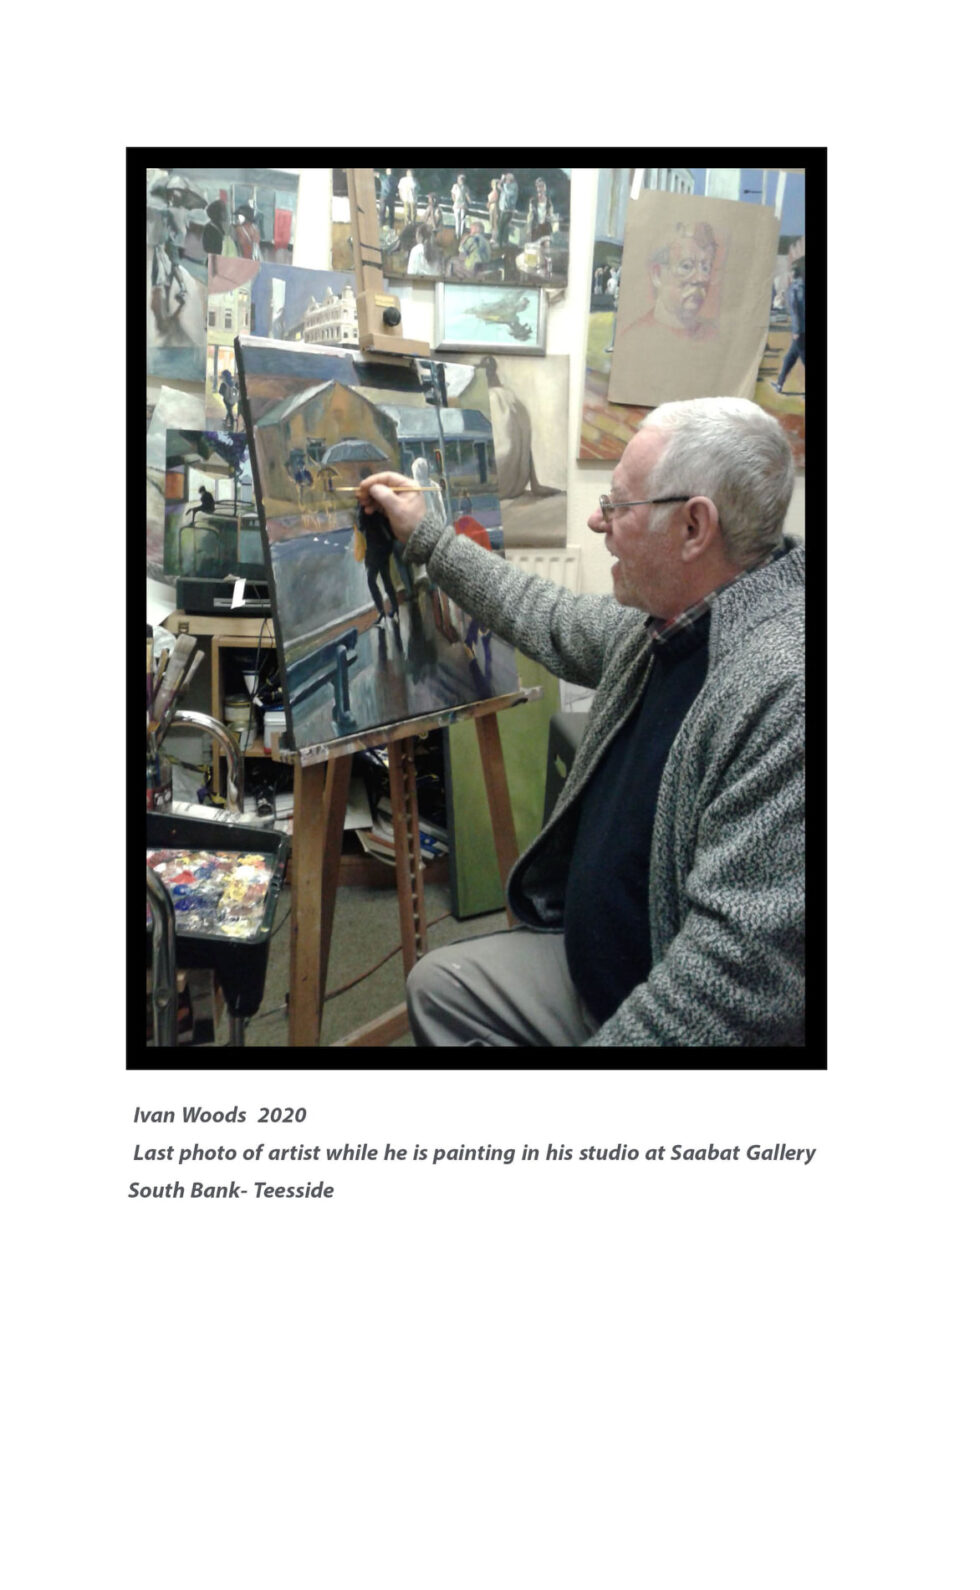 Ivan Woods  2020
Last photo of artist while he is painting in his studio at Saabat Gallery
South Bank- Teesside